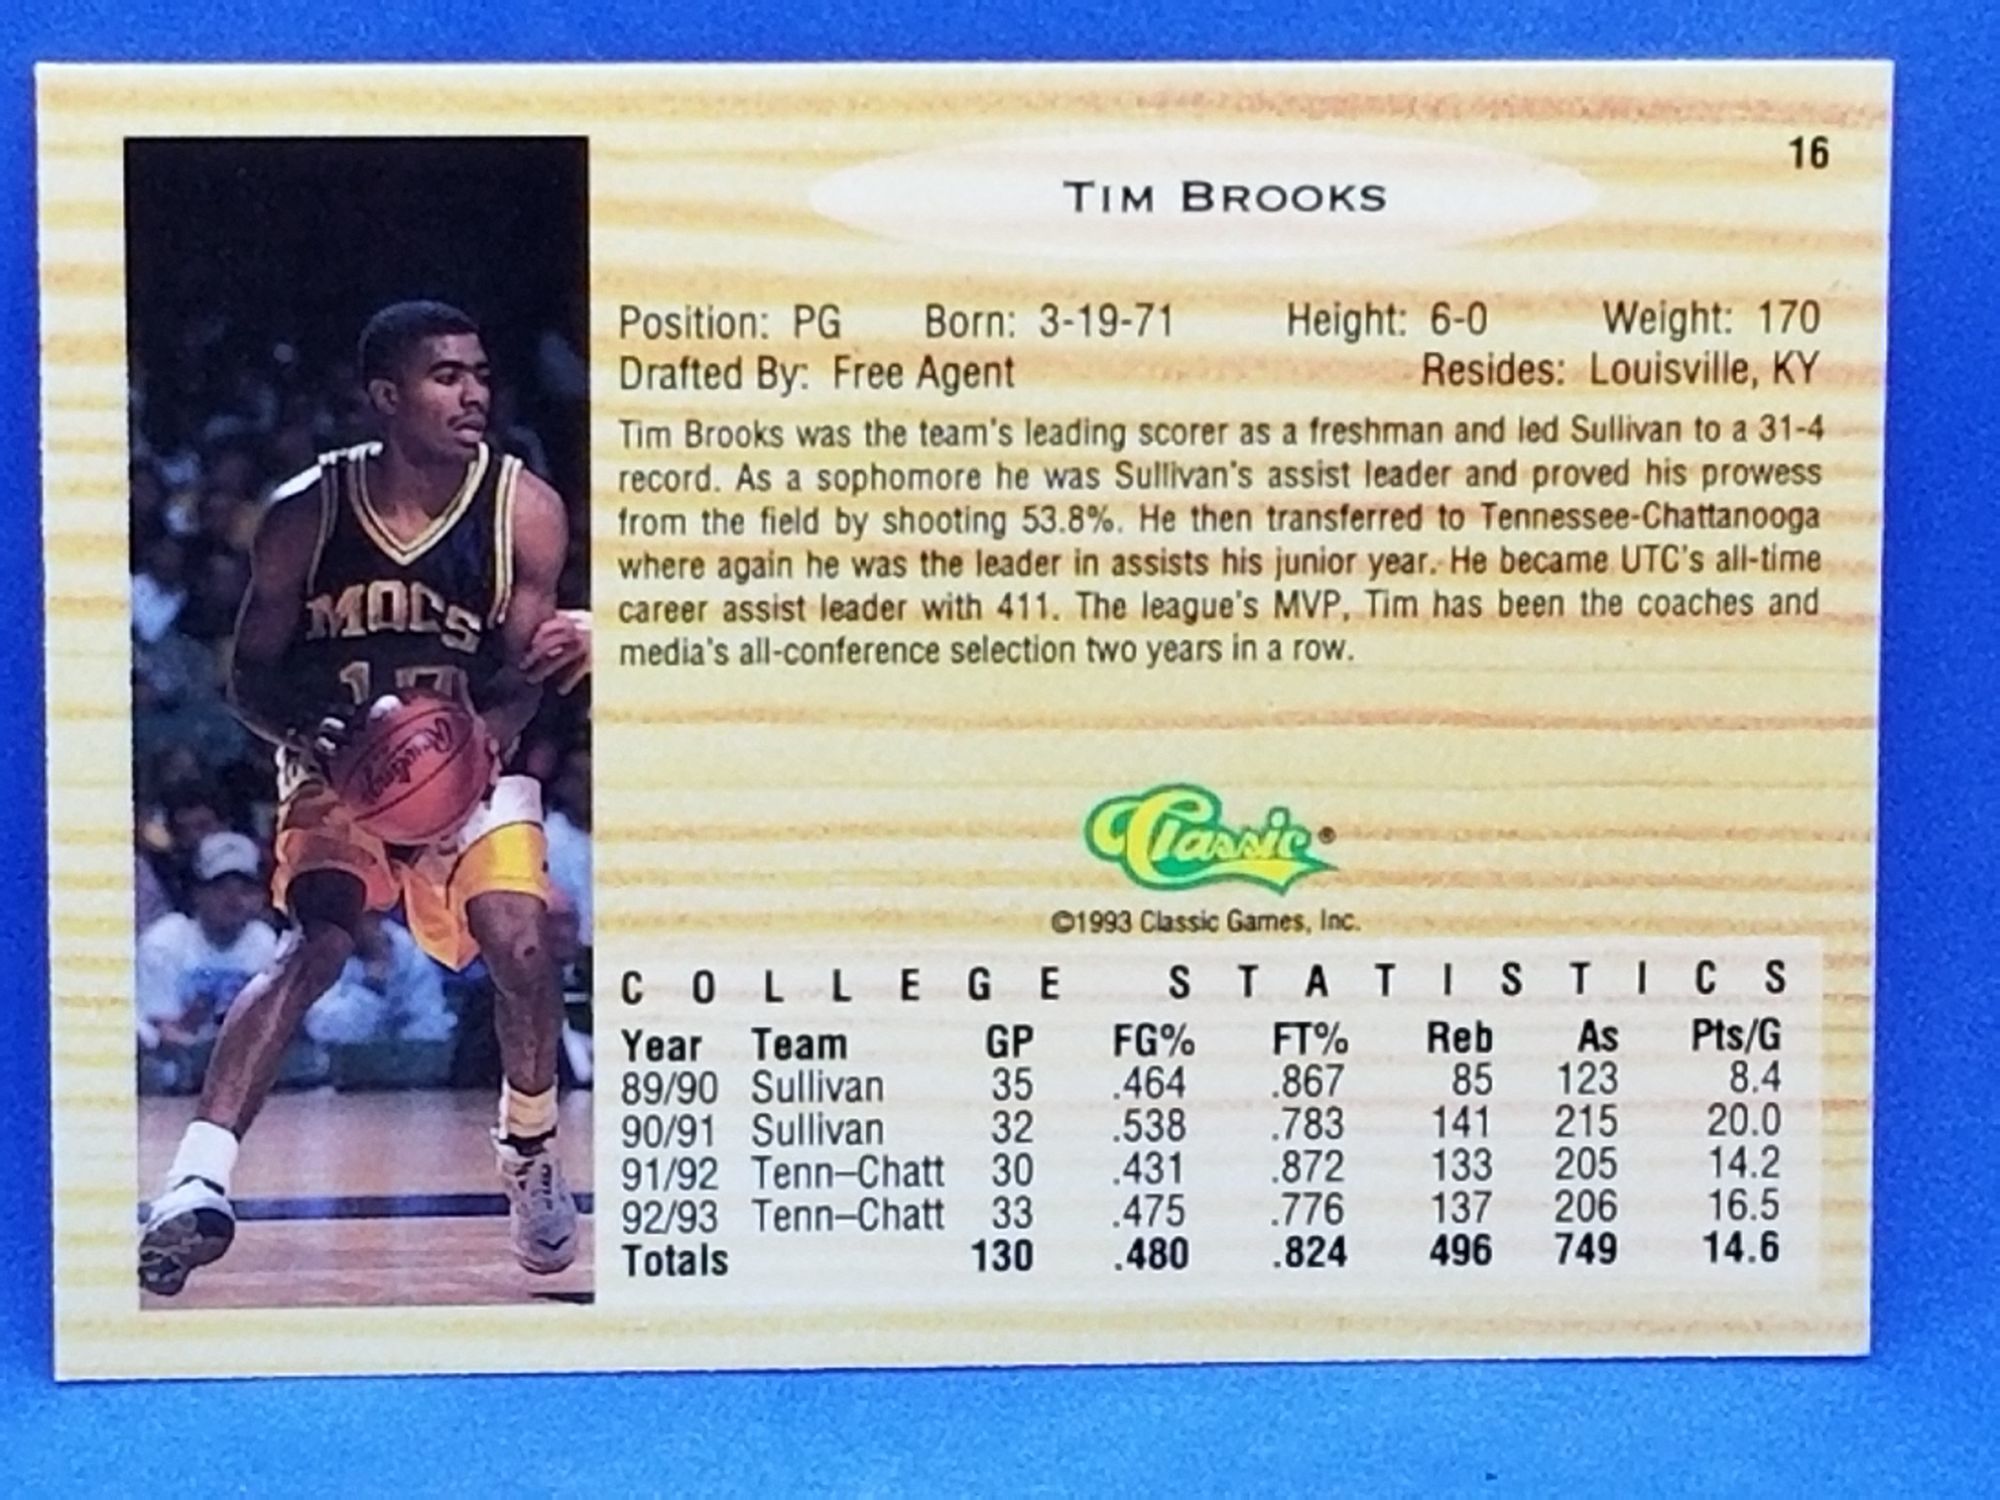 16
TIM BROOKS
Position: PG Born: 3-19-71 Height: 6-0 Weight: 170
Drafted By: Free Agent Resides: Louisville, KY
Tim Brooks was the team's leading scorer as a freshman and led Sullivan to a 31-4
record. As a sophomore he was Sullivan's assist leader and proved his prowess
from the field by shooting 53.8%. He then transferred to Tennessee-Chattanooga
where again he was the leader in assists his junior year. He became UTC's all-time
career assist leader with 411. The league's MVP, Tim has been the coaches and
media's all-conference selection two years in a row.
MOCS
Classic®
©1993 Classic Games, Inc.
COLLEGE STATISTICS
Year Team GP FG% FT% Reb As Pts/G
89/90 Sullivan 35 .464 .867 85 123 8.4
90/91 Sullivan 32 .538 .783 141 215 20.0
91/92 Tenn–Chatt 30 .431 .872 133 205 14.2
92/93 Tenn–Chatt 33 .475 .776 137 206 16.5
Totals 130 .480 .824 496 749 14.6